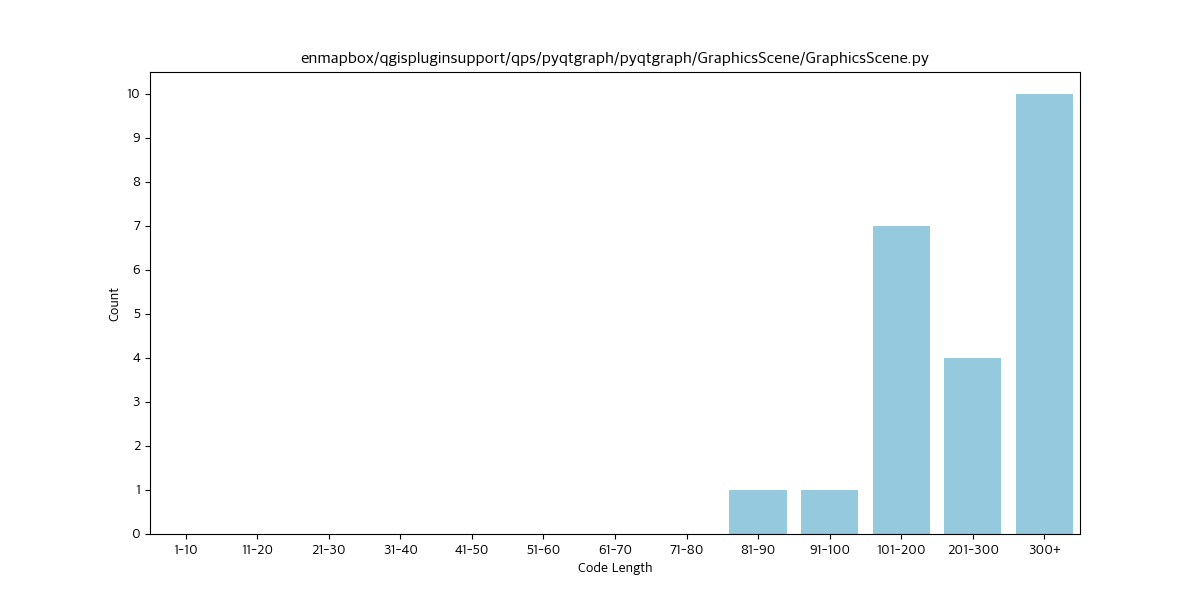 enmapbox/qgispluginsupport/qps/pyqtgraph/pyqtgraph/GraphicsScene/GraphicsScene.py
10
9
8
7
6
5
4
3
2
1
0
Count
1-10 11-20 21-30 31-40 41-50 51-60 61-70 71-80 81-90 91-100 101-200 201-300 300+
Code Length